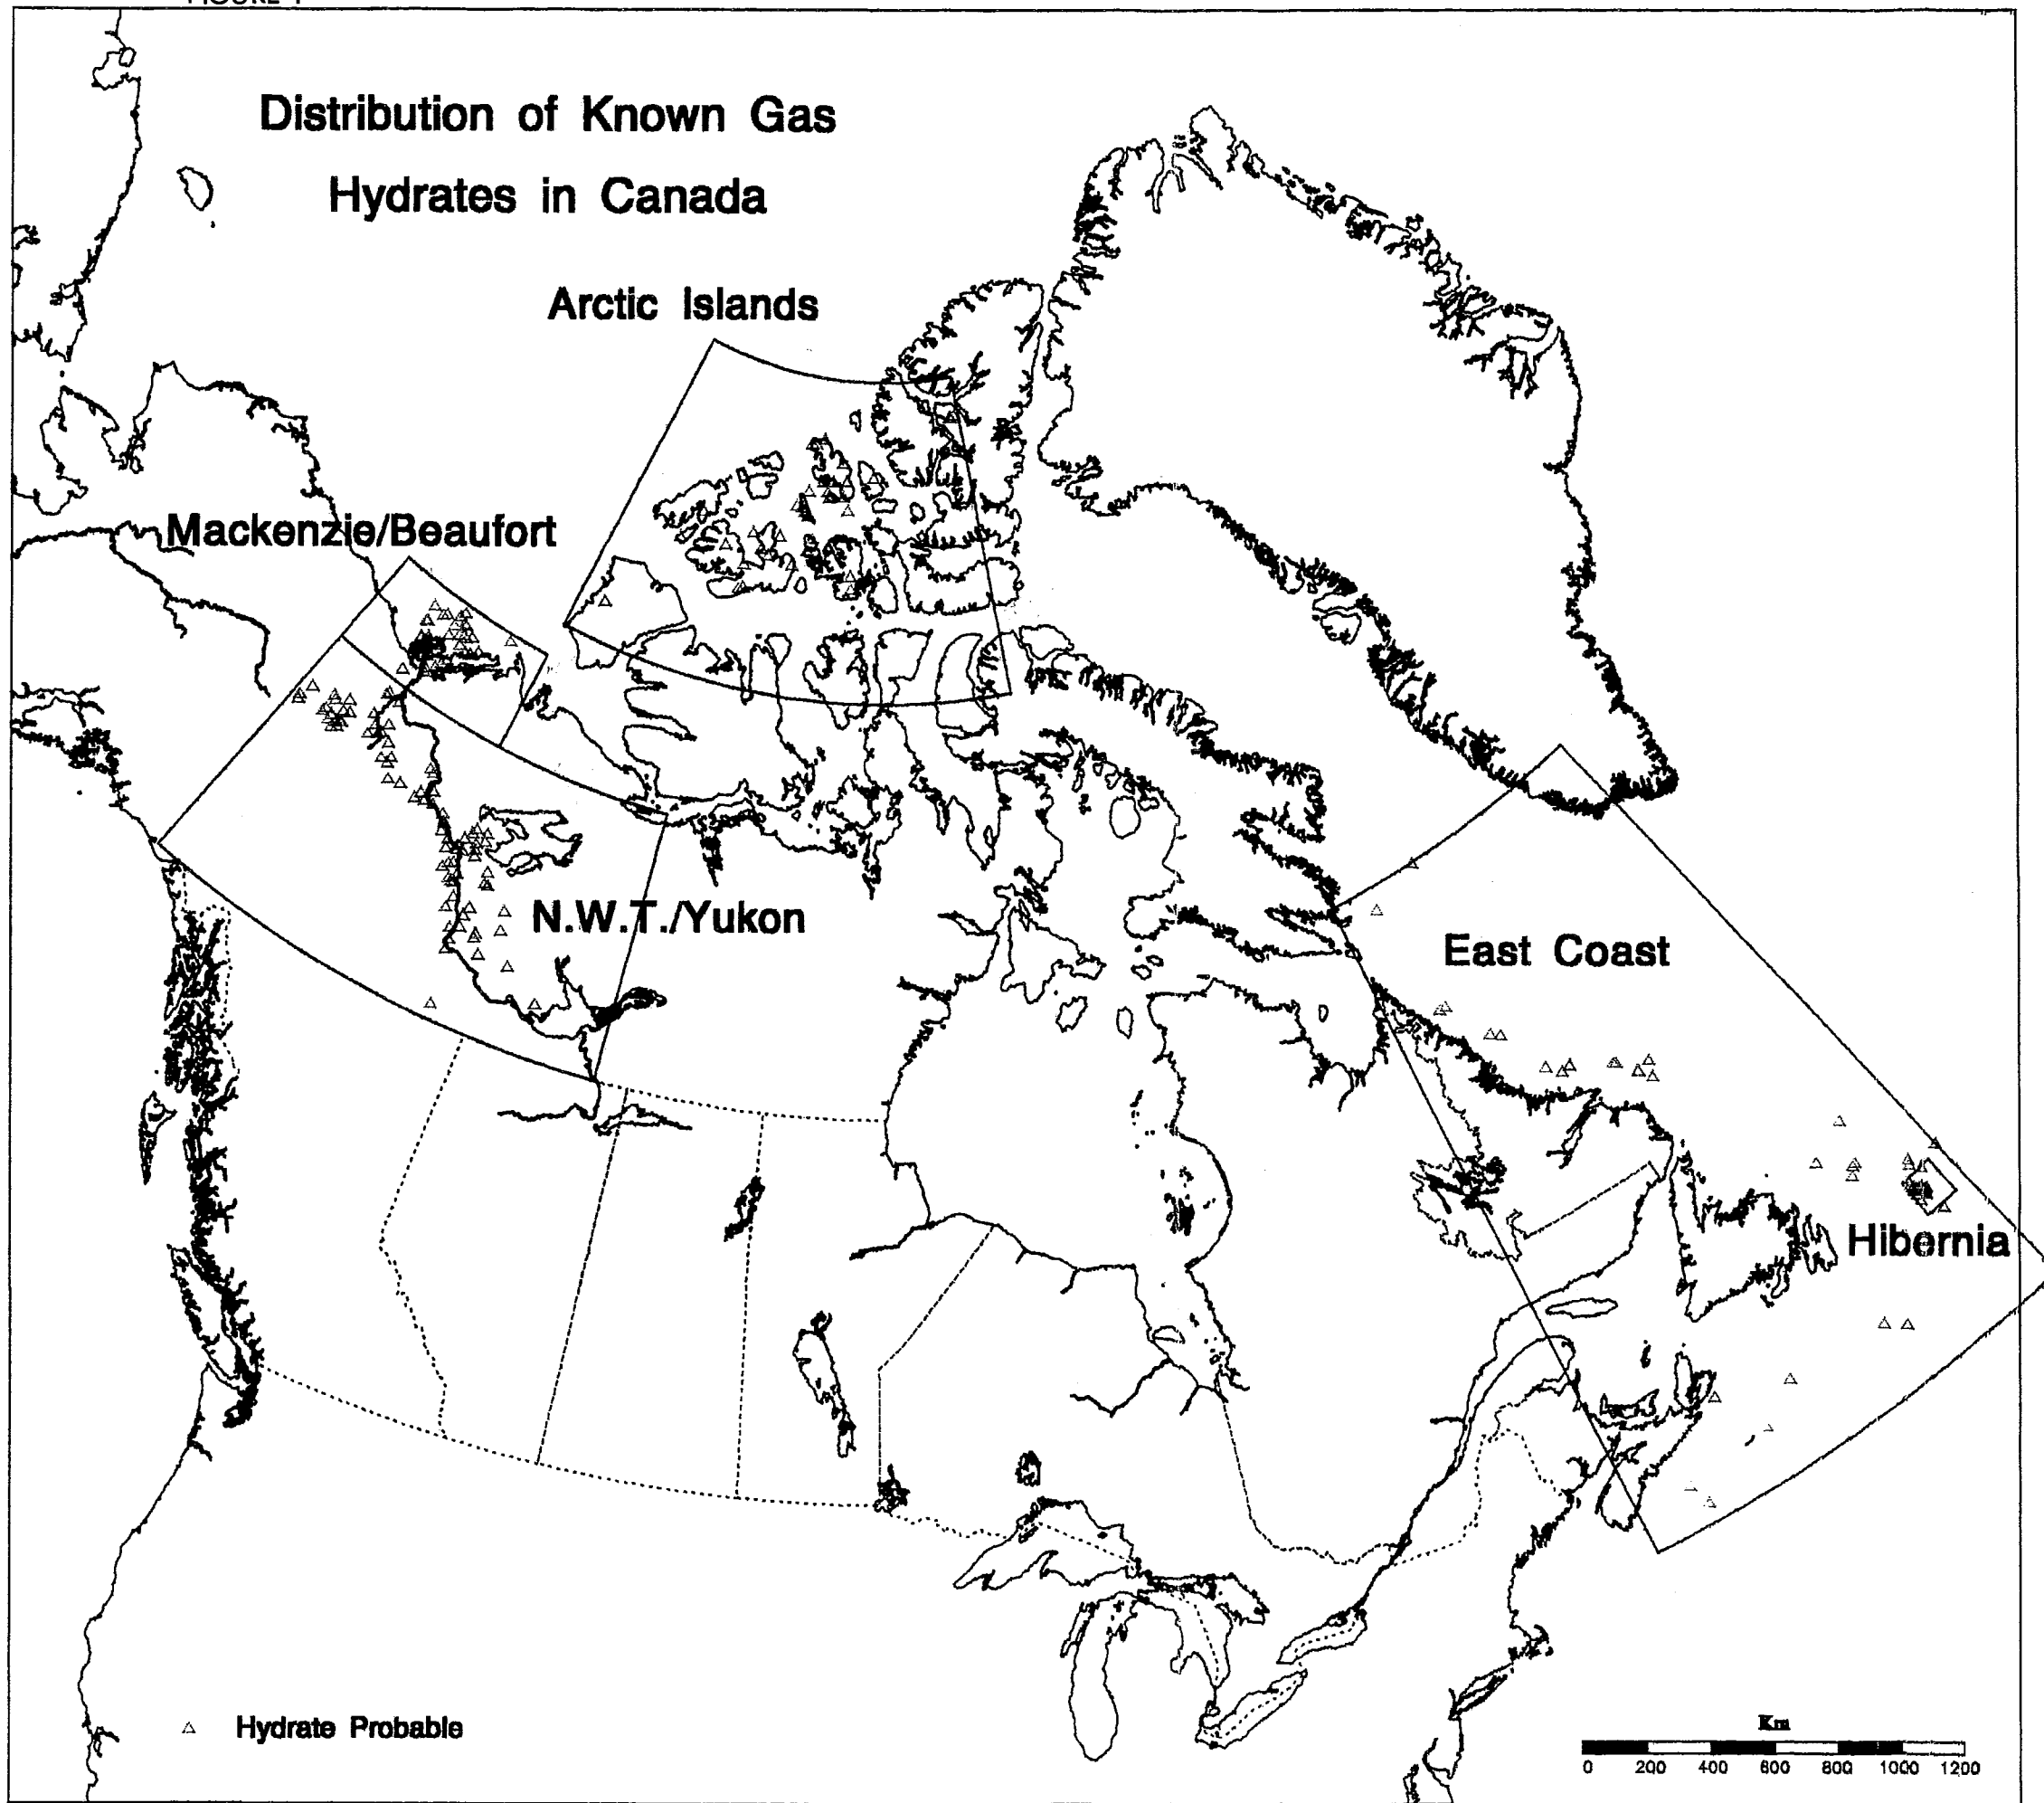 Distribution of Known Gas
Hydrates in Canada
Arctic Islands
Mackenzie/Beaufort
N.W.T./Yukon
East Coast
Hibernia
Hydrate Probable
Km
0 200 400 600 800 1000 1200